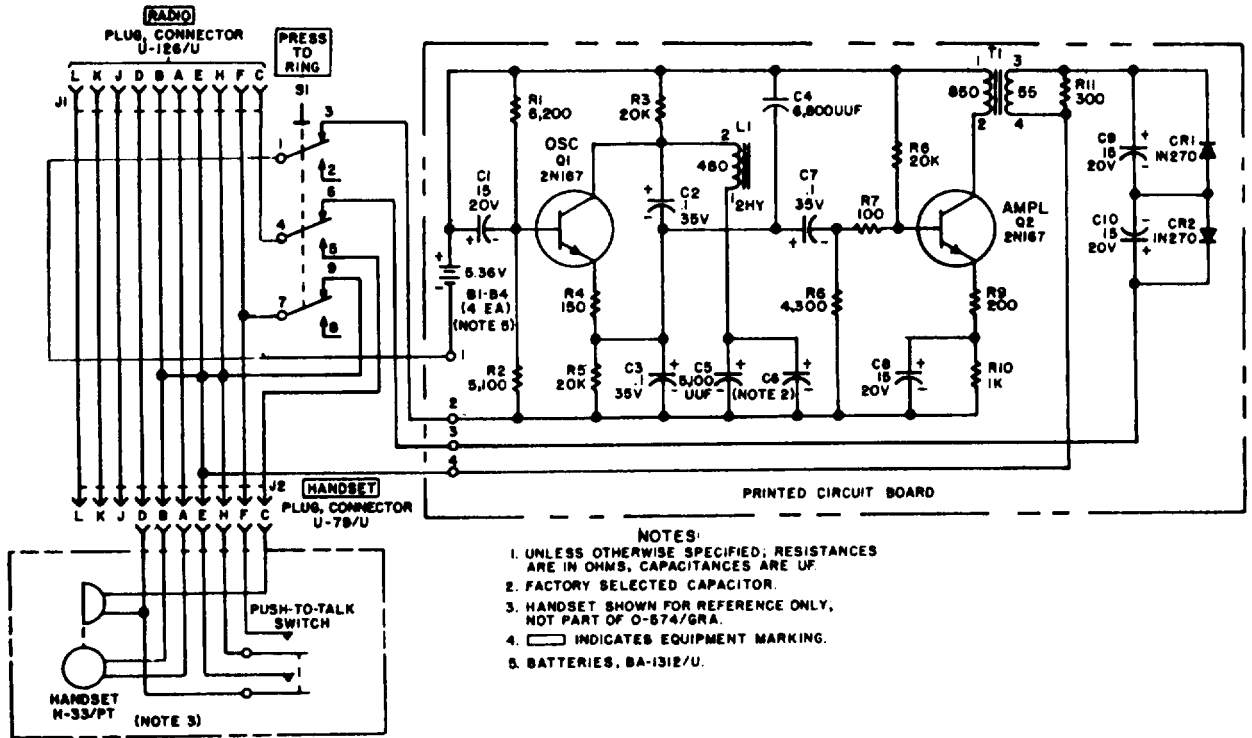 RADIO
PLUG, CONNECTOR
U-126/U
L K J D B A E H F C
J1
PRESS
TO
RING
S1
3
1
2
6
4
5
9
7
8
R1
6,200
R3
20K
C4
6,800UUF
T1
1
3
850
55
2
4
R11
300
OSC
Q1
2N167
L1
2
460
1
2HY
R6
20K
C9
15
20V
+
-
CR1
1N270
C1
15
20V
+ -
C2
.1
35V
+
-
C7
.1
35V
+ -
R7
100
AMPL
Q2
2N167
C10
15
20V
-
+
CR2
1N270
+
-
5.36V
B1-B4
(4 EA)
(NOTE 5)
1
R4
150
R6
4,300
R9
200
R2
5,100
R5
20K
C3
.1
35V
+
-
C5
5,100
UUF
+
-
C6
(NOTE 2)
+
-
C8
15
20V
+
-
R10
1K
2
3
4
PRINTED CIRCUIT BOARD
J2
HANDSET
PLUG, CONNECTOR
U-79/U
L K J D B A E H F C
PUSH-TO-TALK
SWITCH
HANDSET
H-33/PT
(NOTE 3)
NOTES:
1. UNLESS OTHERWISE SPECIFIED; RESISTANCES
ARE IN OHMS, CAPACITANCES ARE UF.
2. FACTORY SELECTED CAPACITOR.
3. HANDSET SHOWN FOR REFERENCE ONLY,
NOT PART OF O-574/GRA.
4. INDICATES EQUIPMENT MARKING.
5. BATTERIES, BA-1312/U.